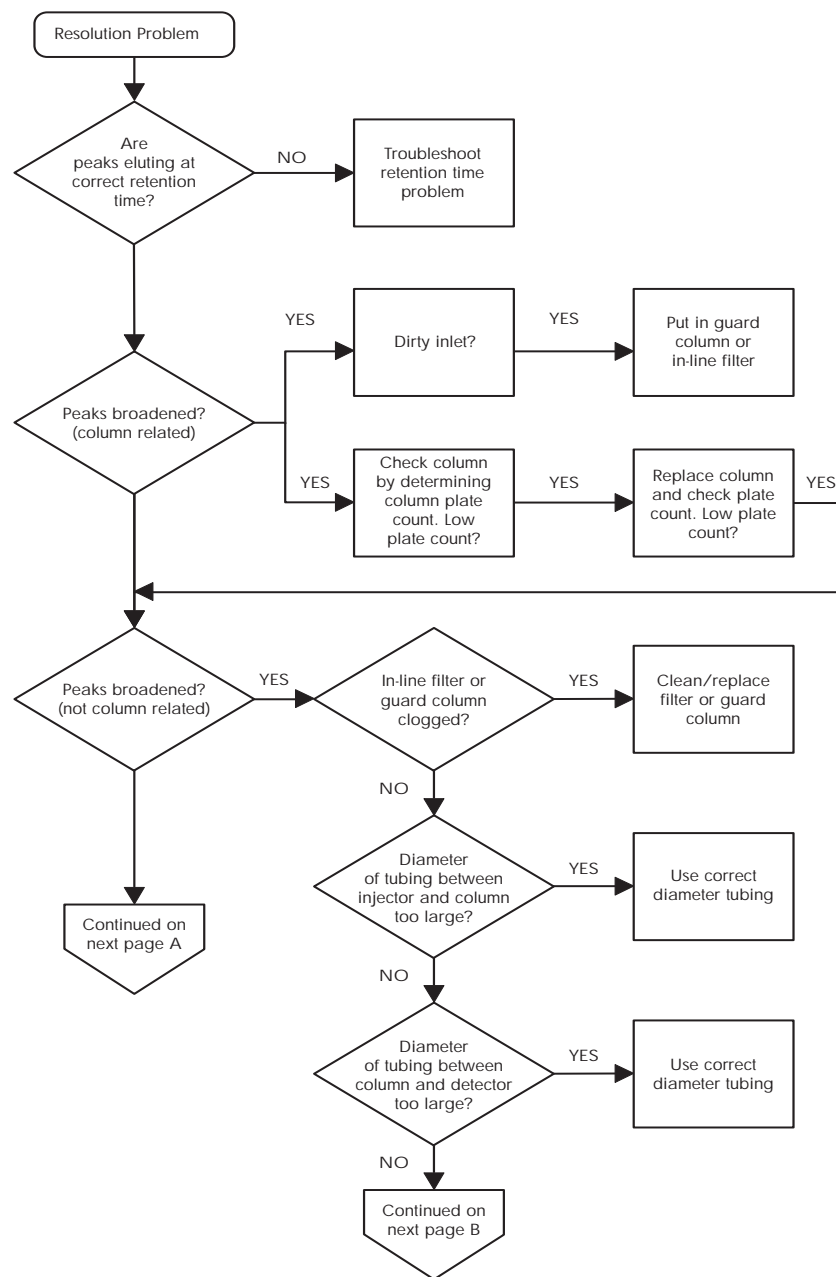 Resolution Problem
Are
peaks eluting at
correct retention
time?
NO
Troubleshoot
retention time
problem
YES
Dirty inlet?
YES
Put in guard
column or
in-line filter
Peaks broadened?
(column related)
YES
Check column
by determining
column plate
count. Low
plate count?
YES
Replace column
and check plate
count. Low plate
count?
YES
Peaks broadened?
(not column related)
YES
In-line filter or
guard column
clogged?
YES
Clean/replace
filter or guard
column
NO
Diameter
of tubing between
injector and column
too large?
YES
Use correct
diameter tubing
Continued on
next page A
NO
Diameter
of tubing between
column and detector
too large?
YES
Use correct
diameter tubing
NO
Continued on
next page B